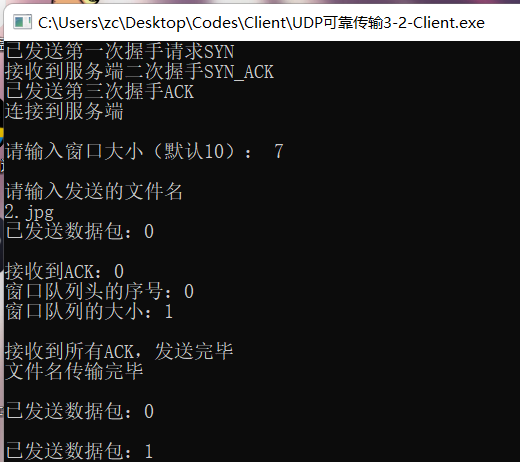 C:\Users\zc\Desktop\Codes\Client\UDP可靠传输3-2-Client.exe
已发送第一次握手请求SYN
接收到服务端二次握手SYN_ACK
已发送第三次握手ACK
连接到服务端
请输入窗口大小（默认10）： 7
请输入发送的文件名
2.jpg
已发送数据包：0
接收到ACK：0
窗口队列头的序号：0
窗口队列的大小：1
接收到所有ACK，发送完毕
文件名传输完毕
已发送数据包：0
已发送数据包：1